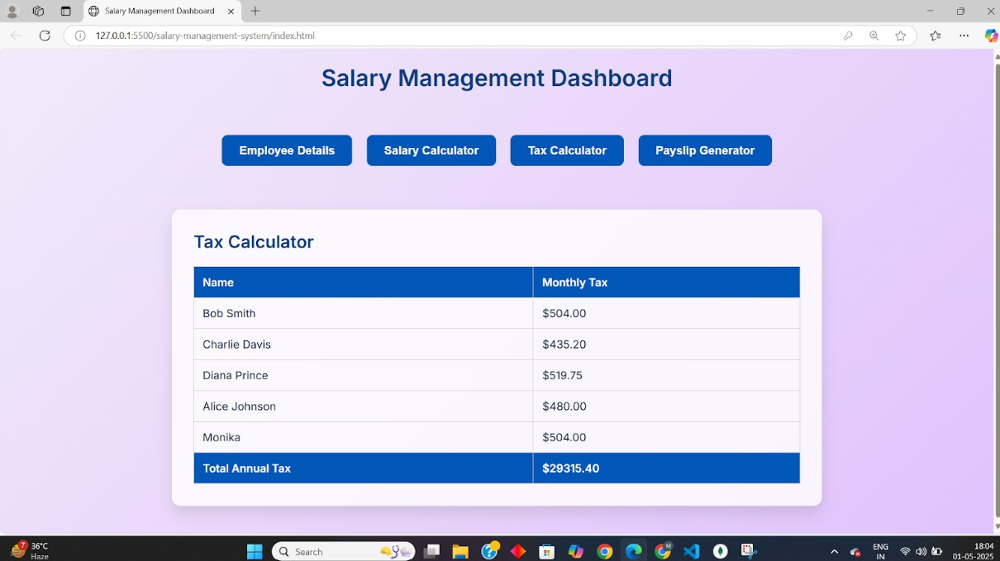 Salary Management Dashboard
127.0.0.1:5500/salary-management-system/index.html
Salary Management Dashboard
Employee Details Salary Calculator Tax Calculator Payslip Generator
Tax Calculator
Name Monthly Tax
Bob Smith $504.00
Charlie Davis $435.20
Diana Prince $519.75
Alice Johnson $480.00
Monika $504.00
Total Annual Tax $29315.40
7 36°C
Haze
Search
M
ENG
IN
18:04
01-05-2025